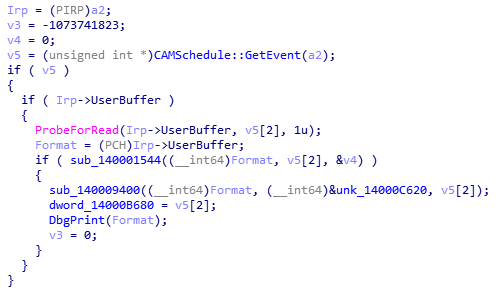 Irp = (PIRP)a2;
v3 = -1073741823;
v4 = 0;
v5 = (unsigned int *)CAMSchedule::GetEvent(a2);
if ( v5 )
{
  if ( Irp->UserBuffer )
  {
    ProbeForRead(Irp->UserBuffer, v5[2], 1u);
    Format = (PCH)Irp->UserBuffer;
    if ( sub_140001544((__int64)Format, v5[2], &v4) )
    {
      sub_140009400((__int64)Format, (__int64)&unk_14000C620, v5[2]);
      dword_14000B680 = v5[2];
      DbgPrint(Format);
      v3 = 0;
    }
  }
}